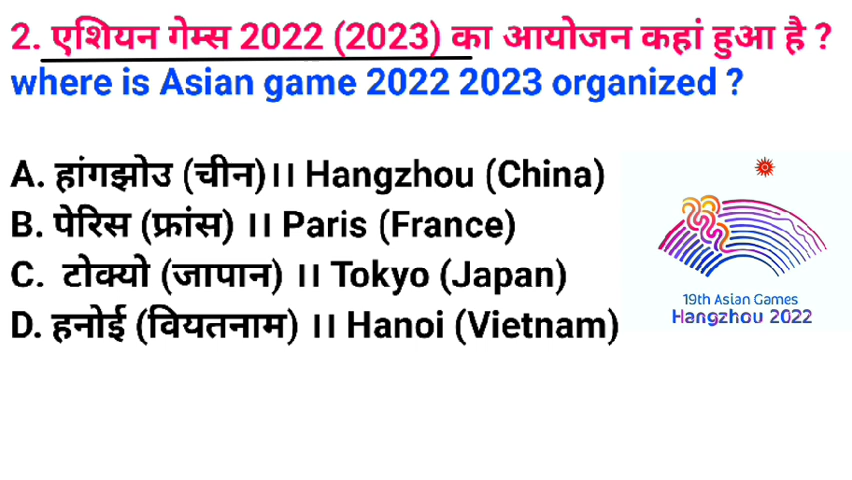 2. एशियन गेम्स 2022 (2023) का आयोजन कहां हुआ है ?
where is Asian game 2022 2023 organized ?
A. हांगझोउ (चीन)।। Hangzhou (China)
B. पेरिस (फ्रांस) ।। Paris (France)
C. टोक्यो (जापान) ।। Tokyo (Japan)
D. हनोई (वियतनाम) ।। Hanoi (Vietnam)
19th Asian Games
Hangzhou 2022